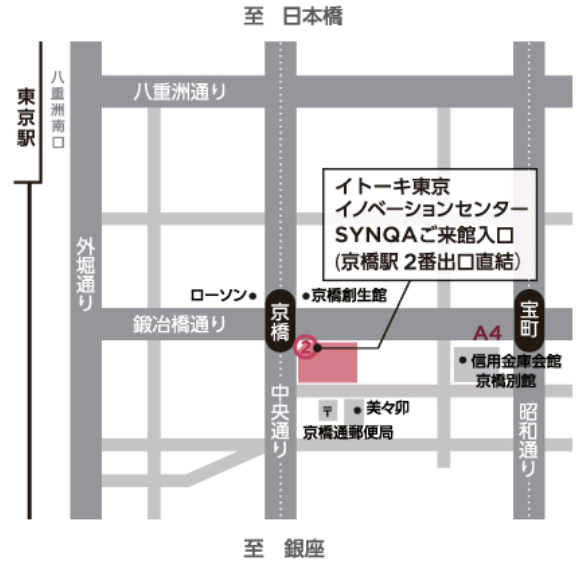 至 日本橋
八重洲南口
東京駅
八重洲通り
イトーキ東京
イノベーションセンター
SYNQAご来館入口
(京橋駅 2番出口直結)
外堀通り
ローソン
京橋創生館
京橋
宝町
鍛冶橋通り
A4
2
信用金庫会館
京橋別館
中央通り
〒
美々卯
昭和通り
京橋通郵便局
至 銀座